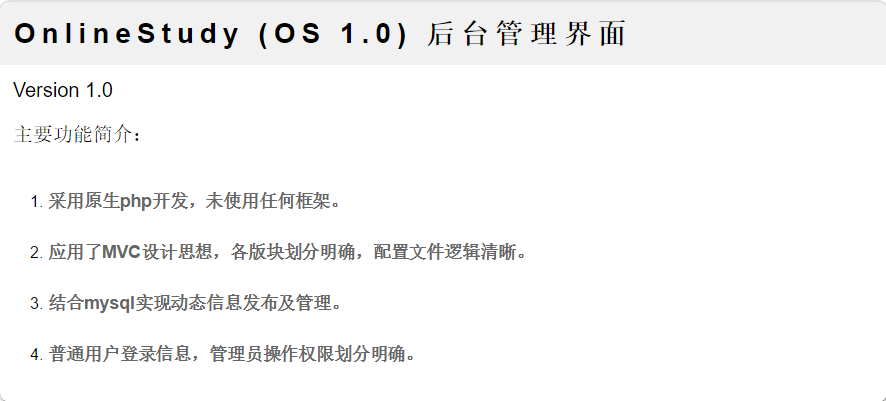 OnlineStudy (OS 1.0) 后台管理界面
Version 1.0
主要功能简介：
1. 采用原生php开发，未使用任何框架。
2. 应用了MVC设计思想，各版块划分明确，配置文件逻辑清晰。
3. 结合mysql实现动态信息发布及管理。
4. 普通用户登录信息，管理员操作权限划分明确。